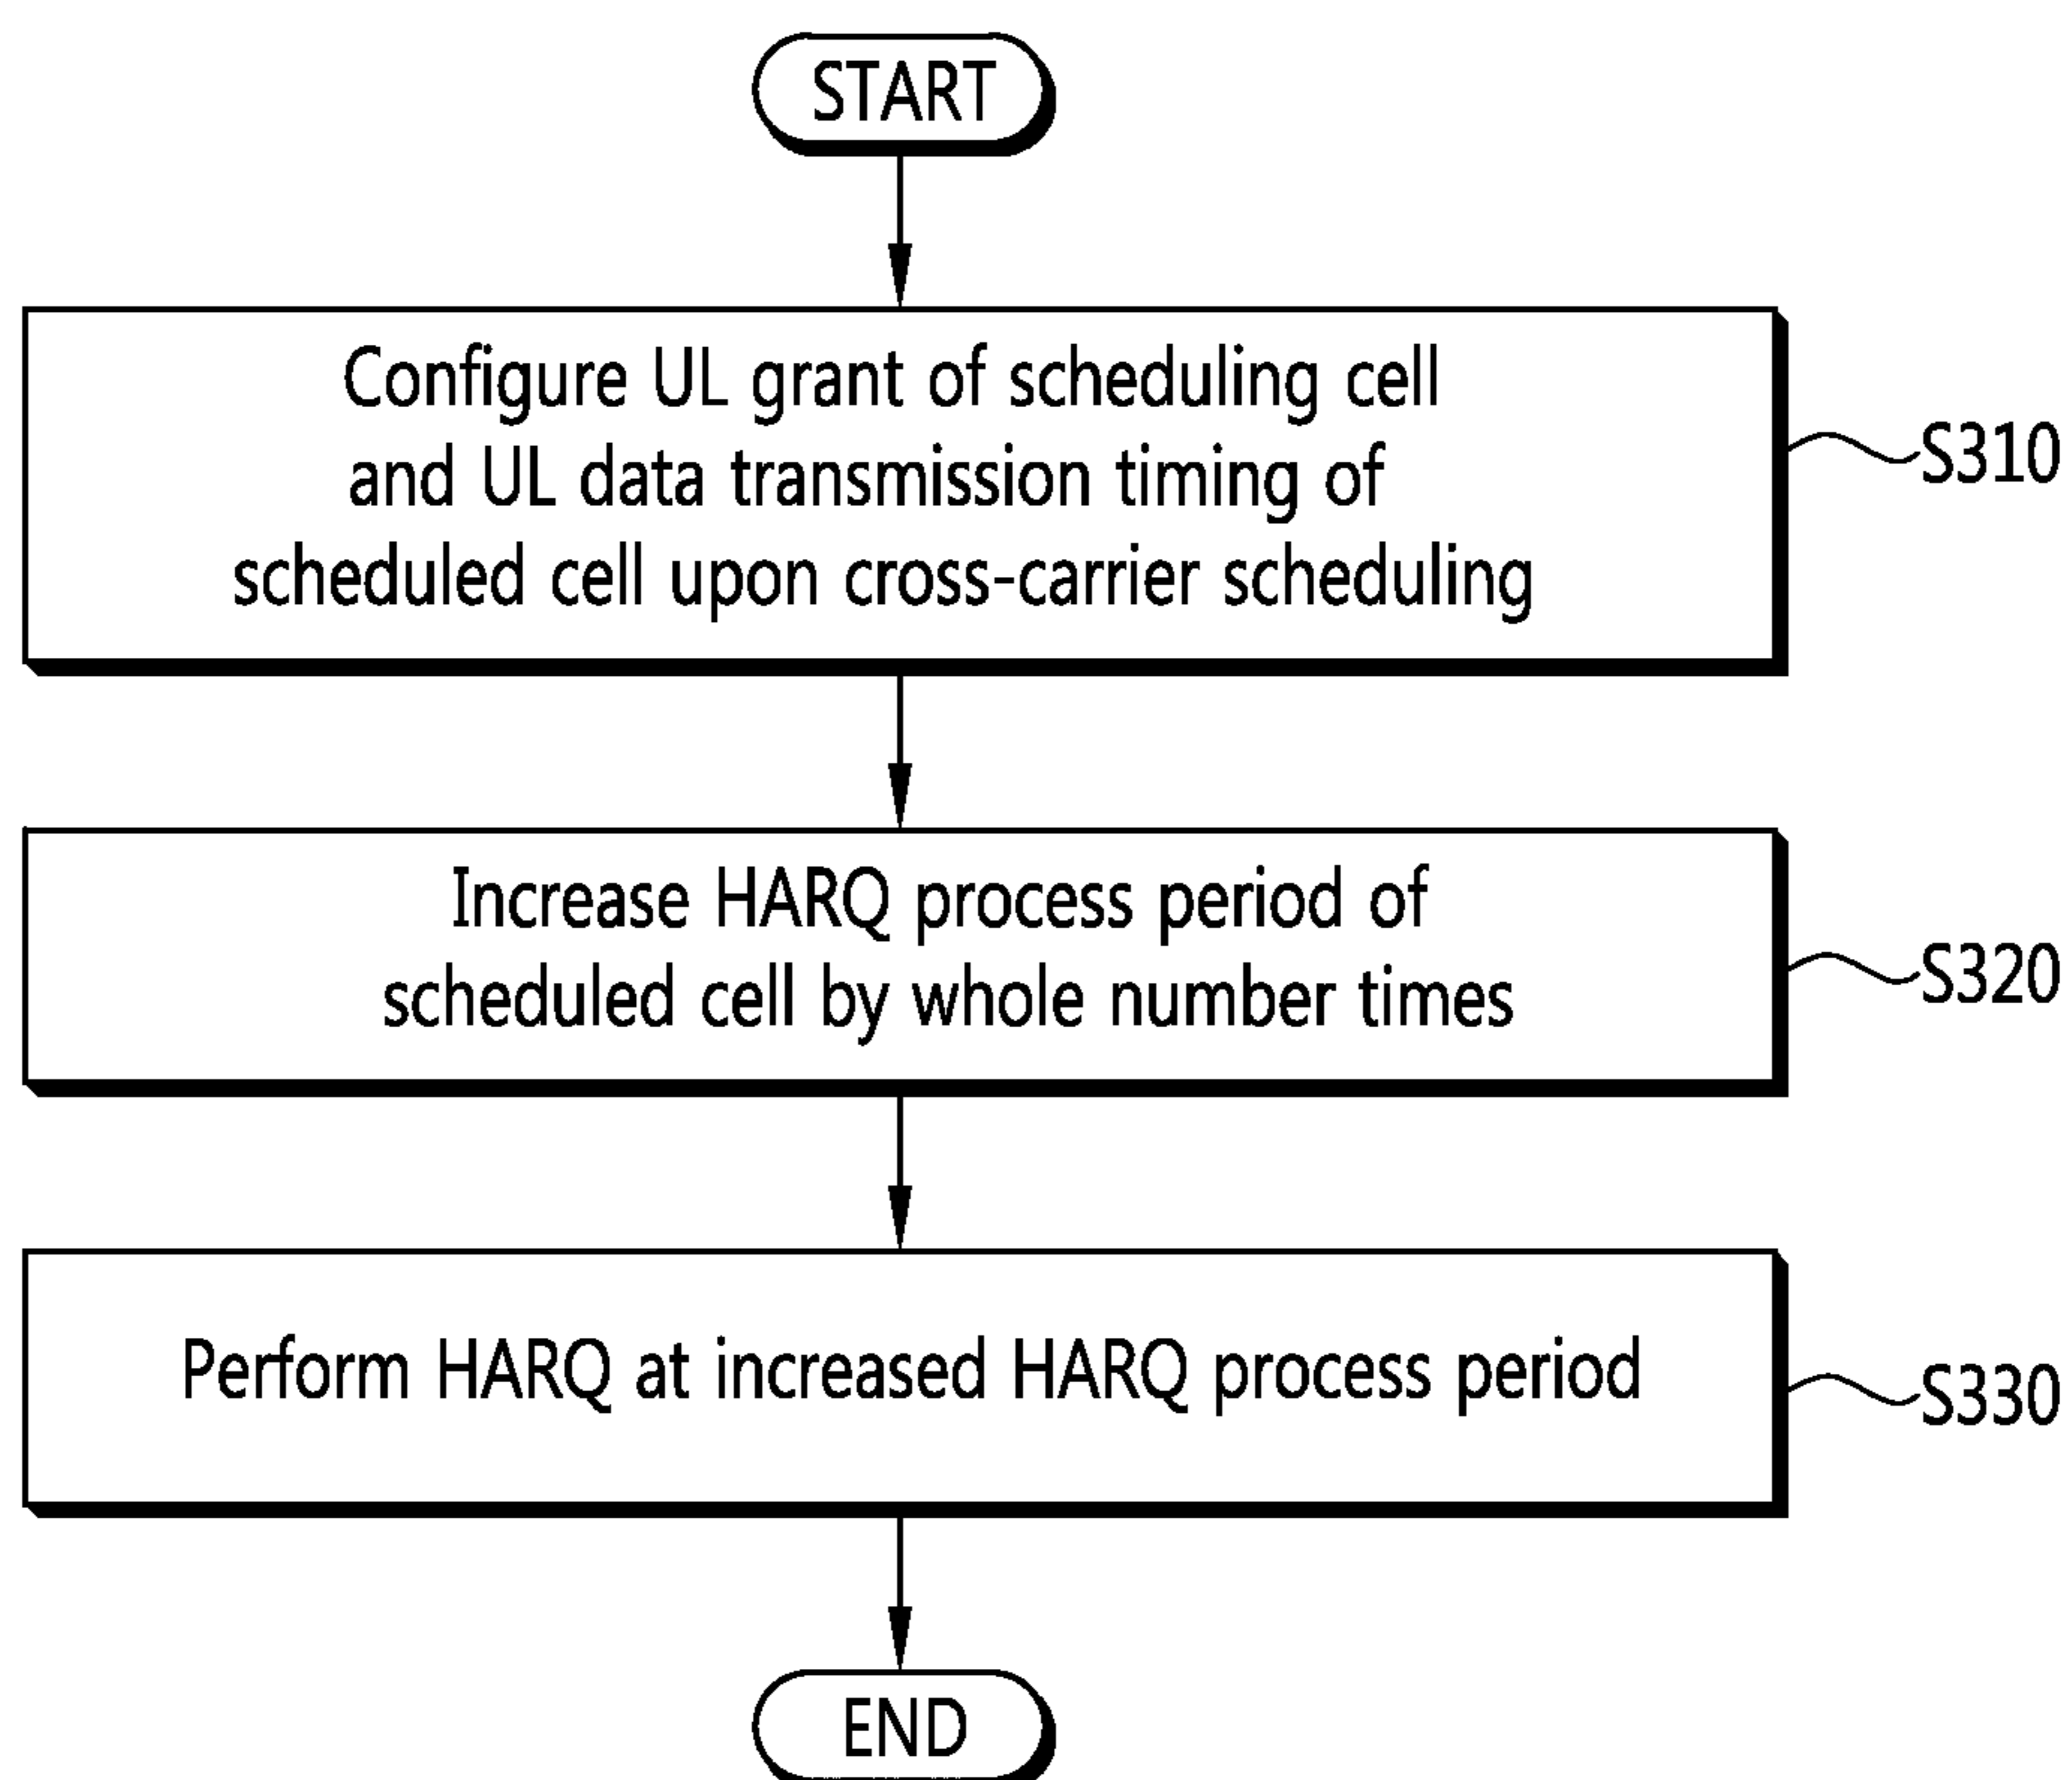 START
Configure UL grant of scheduling cell
and UL data transmission timing of
scheduled cell upon cross-carrier scheduling
S310
Increase HARQ process period of
scheduled cell by whole number times
S320
Perform HARQ at increased HARQ process period
S330
END